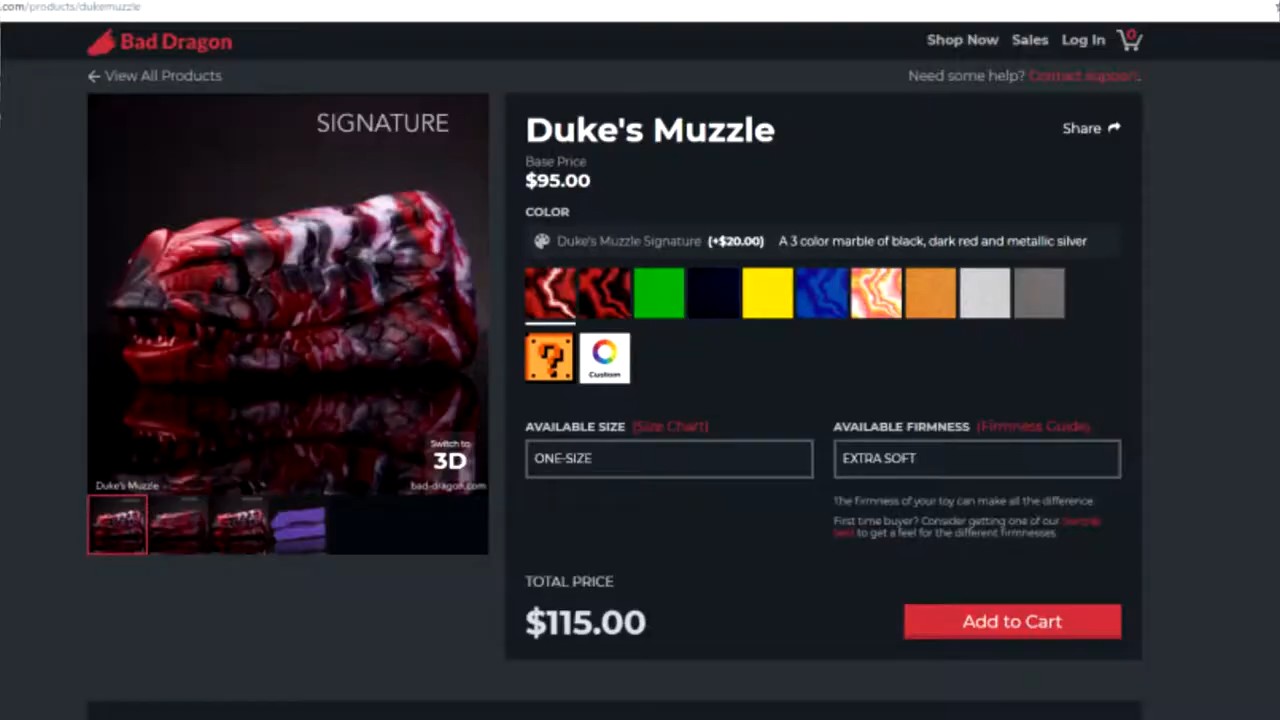 .com/products/dukemuzzle
Bad Dragon
Shop Now
Sales
Log In
0
View All Products
Need some help? Contact support.
SIGNATURE
Switch to
3D
Duke's Muzzle
bad-dragon.com
Duke's Muzzle
Share
Base Price
$95.00
COLOR
Duke's Muzzle Signature (+$20.00) A 3 color marble of black, dark red and metallic silver
?
Custom
AVAILABLE SIZE (Size Chart)
ONE-SIZE
AVAILABLE FIRMNESS (Firmness Guide)
EXTRA SOFT
The firmness of your toy can make all the difference.
First time buyer? Consider getting one of our
to get a feel for the different firmnesses.
TOTAL PRICE
$115.00
Add to Cart